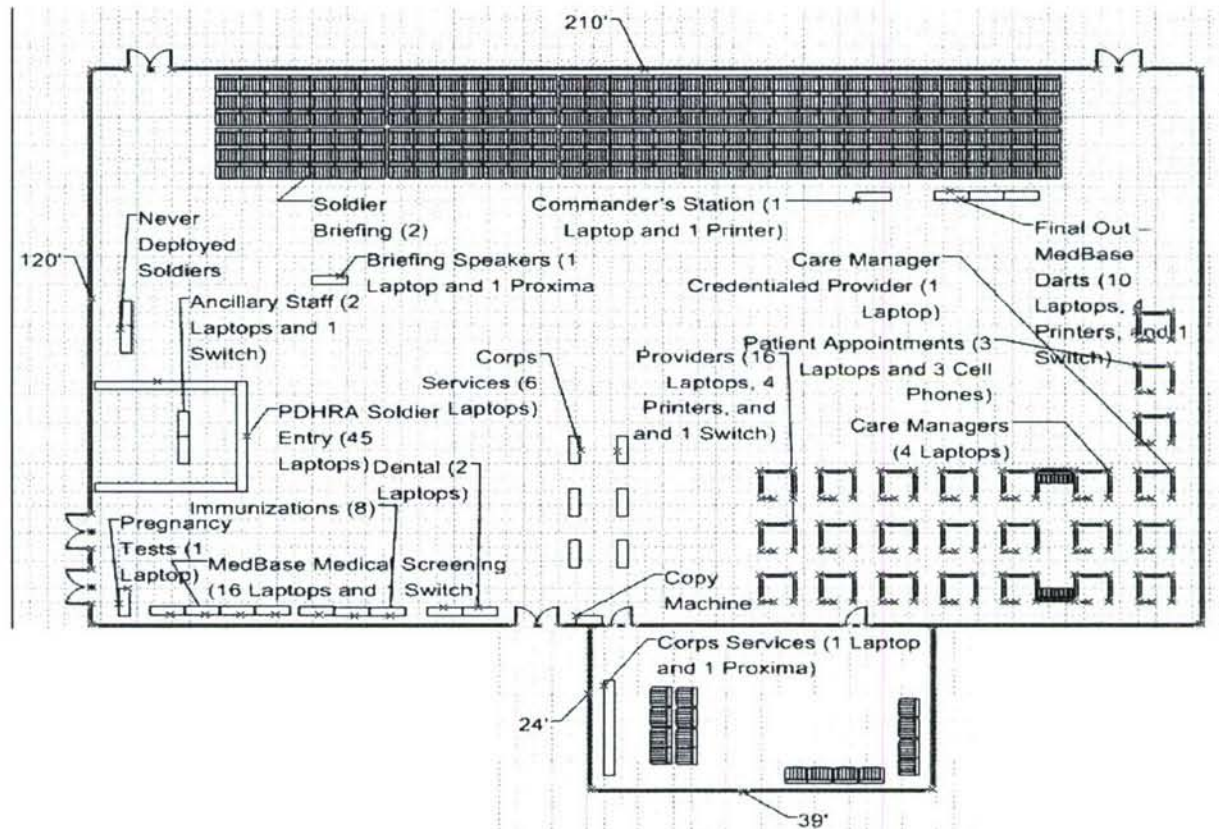 210'
Never
Deployed
Soldiers
120'
Soldier
Briefing (2)
Commander's Station (1
Laptop and 1 Printer)
Final Out –
MedBase
Darts (10
Laptops, 4
Printers, and 1
Switch)
Briefing Speakers (1
Laptop and 1 Proxima
Care Manager
Credentialed Provider (1
Laptop)
Ancillary Staff (2
Laptops and 1
Switch)
Corps
Services (6
Laptops)
Providers (16
Laptops, 4
Printers, and
and 1 Switch)
Patient Appointments (3
Laptops and 3 Cell
Phones)
PDHRA Soldier
Entry (45
Laptops)
Care Managers
(4 Laptops)
Dental (2
Laptops)
Immunizations (8)
Pregnancy
Tests (1
Laptop)
MedBase Medical Screening
(16 Laptops and Switch
Copy
Machine
Corps Services (1 Laptop
and 1 Proxima)
24'
39'